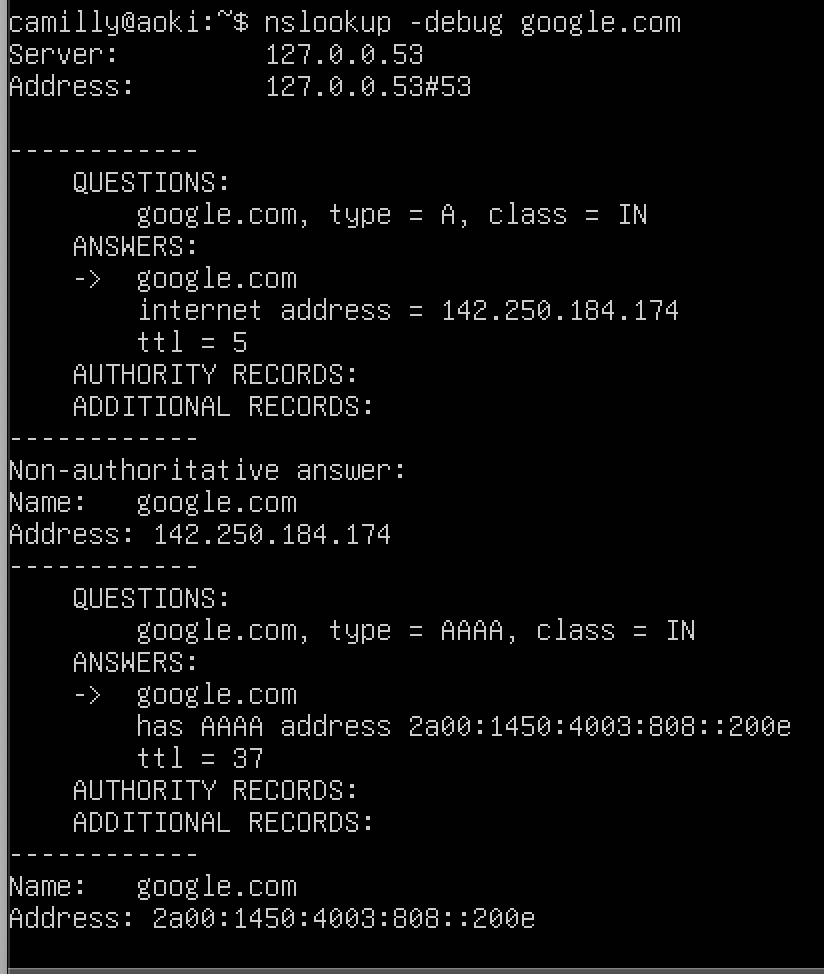 camilly@aoki:~$ nslookup -debug google.com
Server:         127.0.0.53
Address:        127.0.0.53#53

------------
    QUESTIONS:
        google.com, type = A, class = IN
    ANSWERS:
    ->  google.com
        internet address = 142.250.184.174
        ttl = 5
    AUTHORITY RECORDS:
    ADDITIONAL RECORDS:
------------
Non-authoritative answer:
Name:   google.com
Address: 142.250.184.174
------------
    QUESTIONS:
        google.com, type = AAAA, class = IN
    ANSWERS:
    ->  google.com
        has AAAA address 2a00:1450:4003:808::200e
        ttl = 37
    AUTHORITY RECORDS:
    ADDITIONAL RECORDS:
------------
Name:   google.com
Address: 2a00:1450:4003:808::200e